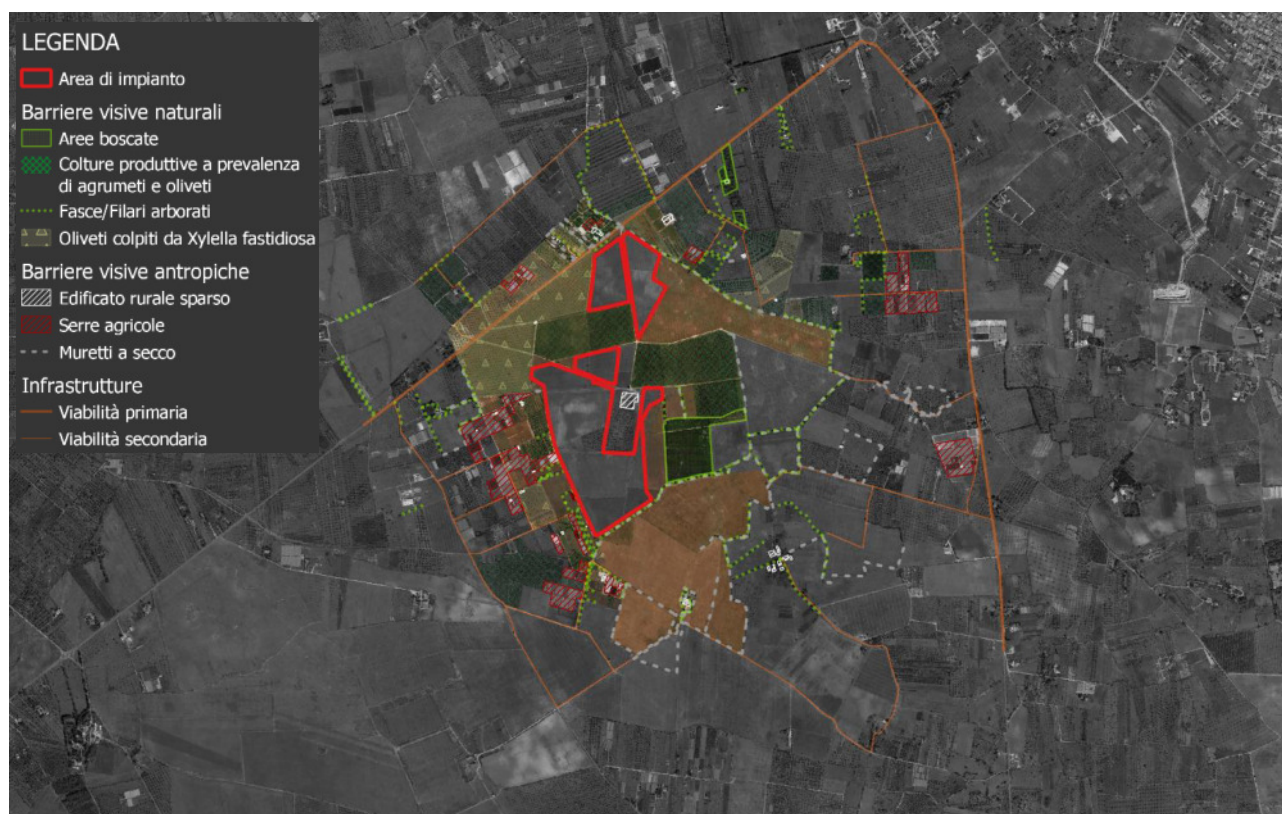 LEGENDA
Area di impianto
Barriere visive naturali
Aree boscate
Colture produttive a prevalenza
di agrumeti e oliveti
Fasce/Filari arborati
Oliveti colpiti da Xylella fastidiosa
Barriere visive antropiche
Edificato rurale sparso
Serre agricole
Muretti a secco
Infrastrutture
Viabilità primaria
Viabilità secondaria